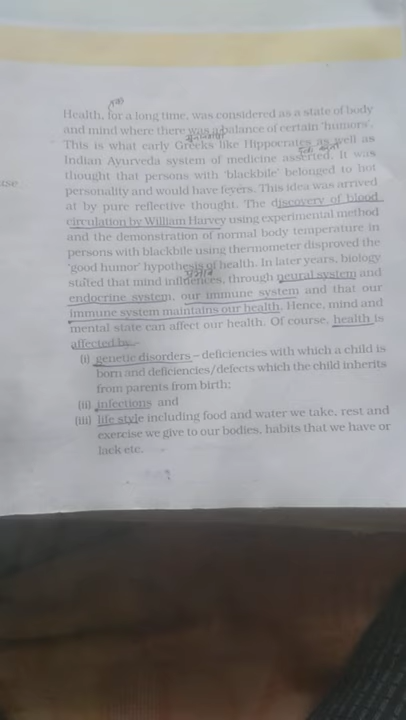 तक
Health, for a long time, was considered as a state of body
and mind where there was a balance of certain 'humors'.
This is what early Greeks like Hippocrates as well as
Indian Ayurveda system of medicine asserted. It was
thought that persons with 'blackbile' belonged to hot
personality and would have fevers. This idea was arrived
at by pure reflective thought. The discovery of blood
circulation by William Harvey using experimental method
and the demonstration of normal body temperature in
persons with blackbile using thermometer disproved the
'good humor' hypothesis of health. In later years, biology
प्रभाव
stated that mind influences, through neural system and
endocrine system, our immune system and that our
immune system maintains our health. Hence, mind and
mental state can affect our health. Of course, health is
affected by –
(i) genetic disorders – deficiencies with which a child is
born and deficiencies/defects which the child inherits
from parents from birth;
(ii) infections and
(iii) life style including food and water we take, rest and
exercise we give to our bodies, habits that we have or
lack etc.